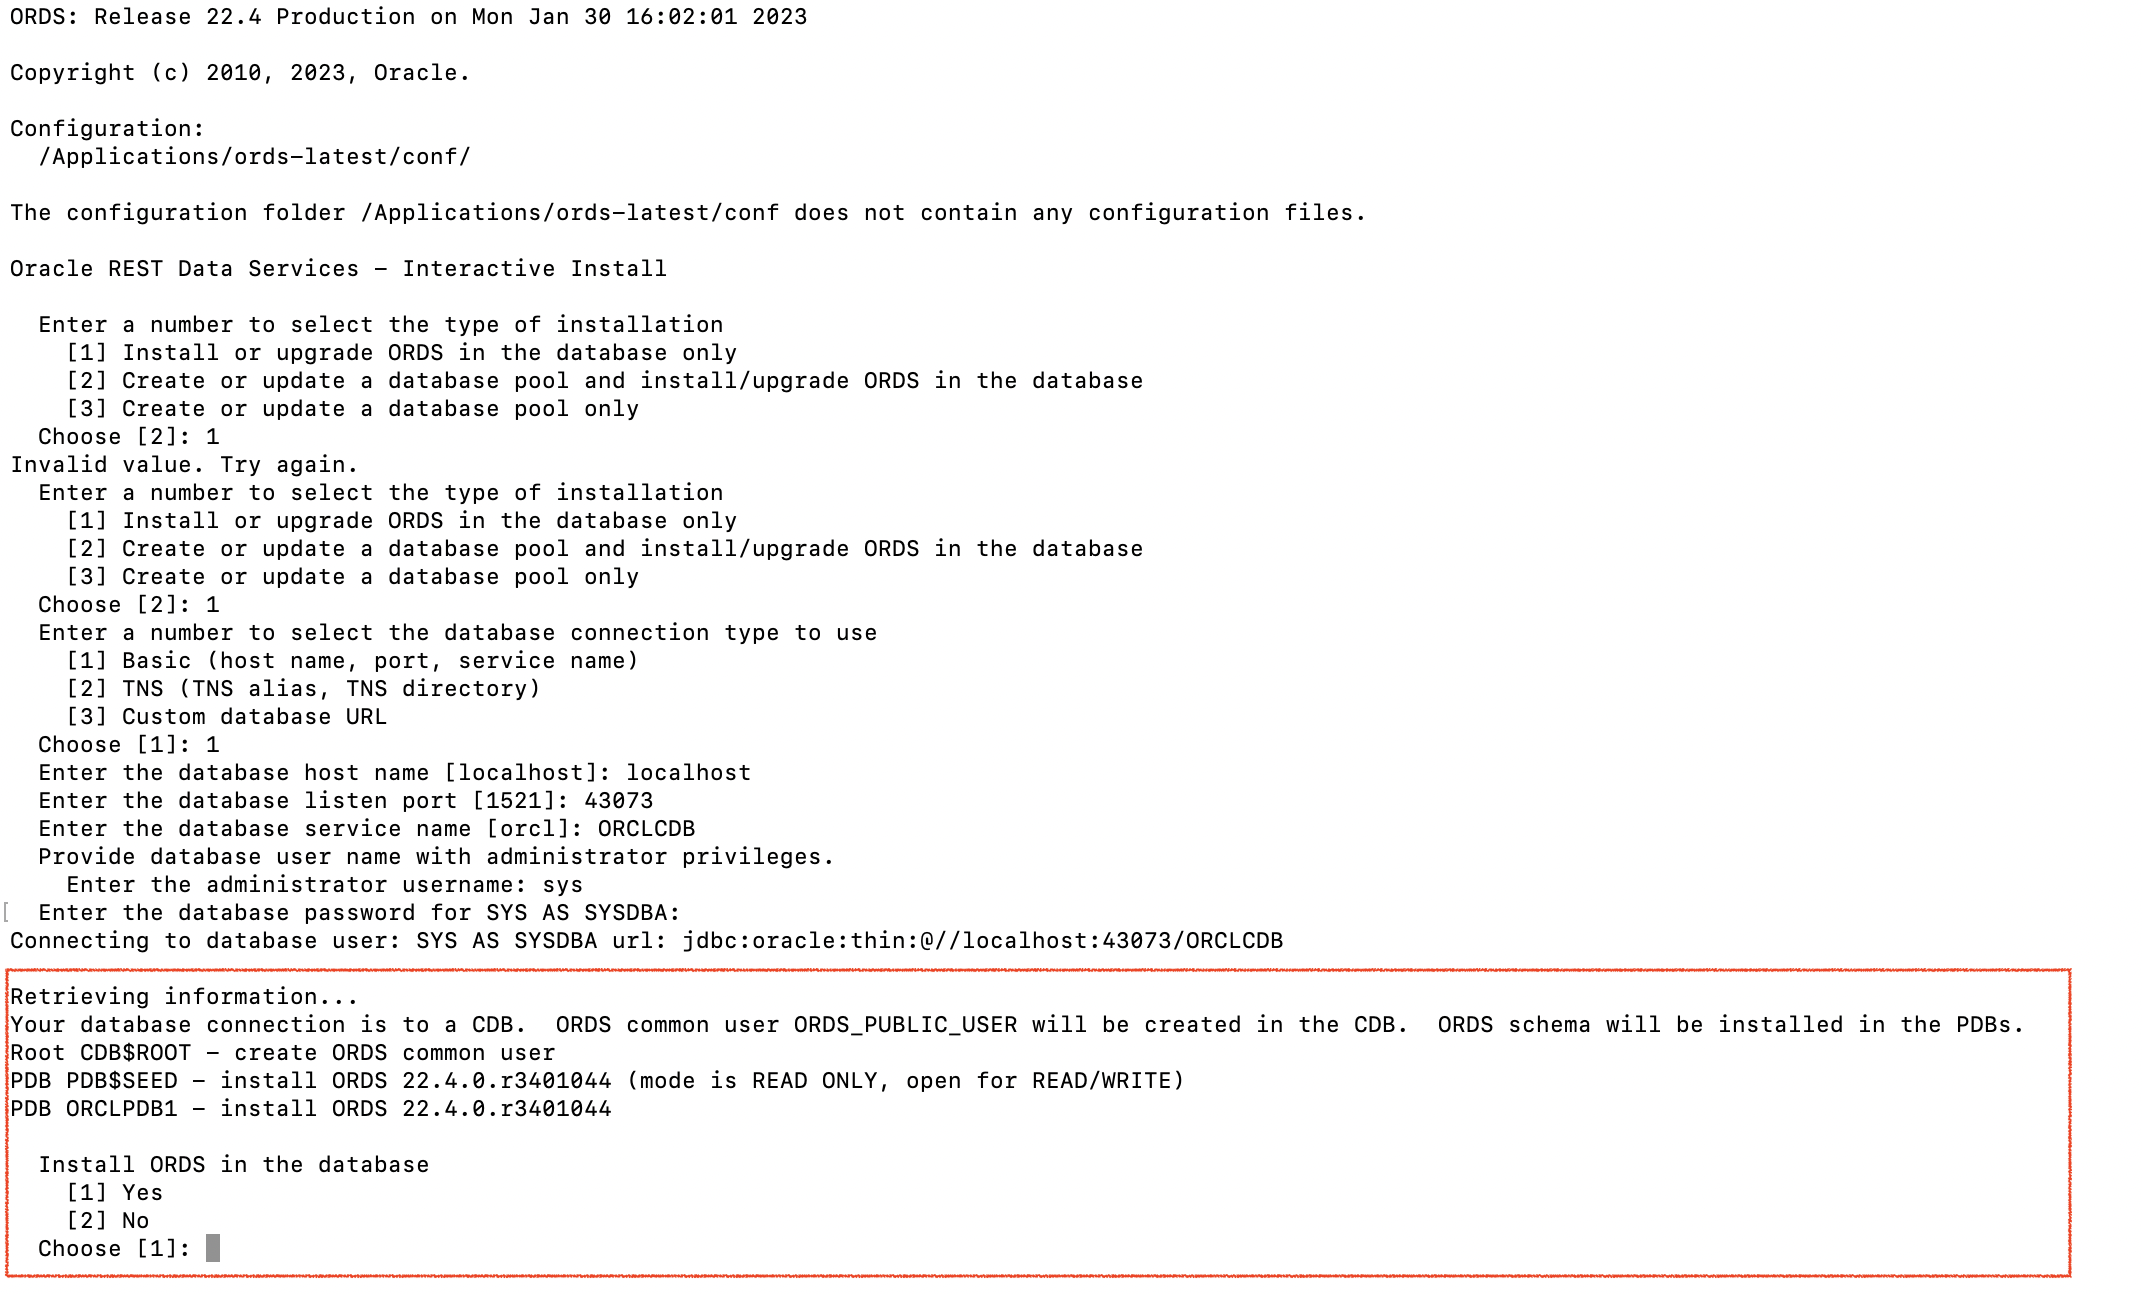 ORDS: Release 22.4 Production on Mon Jan 30 16:02:01 2023
Copyright (c) 2010, 2023, Oracle.
Configuration:
/Applications/ords-latest/conf/
The configuration folder /Applications/ords-latest/conf does not contain any configuration files.
Oracle REST Data Services - Interactive Install
Enter a number to select the type of installation
[1] Install or upgrade ORDS in the database only
[2] Create or update a database pool and install/upgrade ORDS in the database
[3] Create or update a database pool only
Choose [2]: 1
Invalid value. Try again.
Enter a number to select the type of installation
[1] Install or upgrade ORDS in the database only
[2] Create or update a database pool and install/upgrade ORDS in the database
[3] Create or update a database pool only
Choose [2]: 1
Enter a number to select the database connection type to use
[1] Basic (host name, port, service name)
[2] TNS (TNS alias, TNS directory)
[3] Custom database URL
Choose [1]: 1
Enter the database host name [localhost]: localhost
Enter the database listen port [1521]: 43073
Enter the database service name [orcl]: ORCLCDB
Provide database user name with administrator privileges.
Enter the administrator username: sys
[ Enter the database password for SYS AS SYSDBA:
Connecting to database user: SYS AS SYSDBA url: jdbc:oracle:thin:@//localhost:43073/ORCLCDB
Retrieving information...
Your database connection is to a CDB.  ORDS common user ORDS_PUBLIC_USER will be created in the CDB.  ORDS schema will be installed in the PDBs.
Root CDB$ROOT - create ORDS common user
PDB PDB$SEED - install ORDS 22.4.0.r3401044 (mode is READ ONLY, open for READ/WRITE)
PDB ORCLPDB1 - install ORDS 22.4.0.r3401044
Install ORDS in the database
[1] Yes
[2] No
Choose [1]: